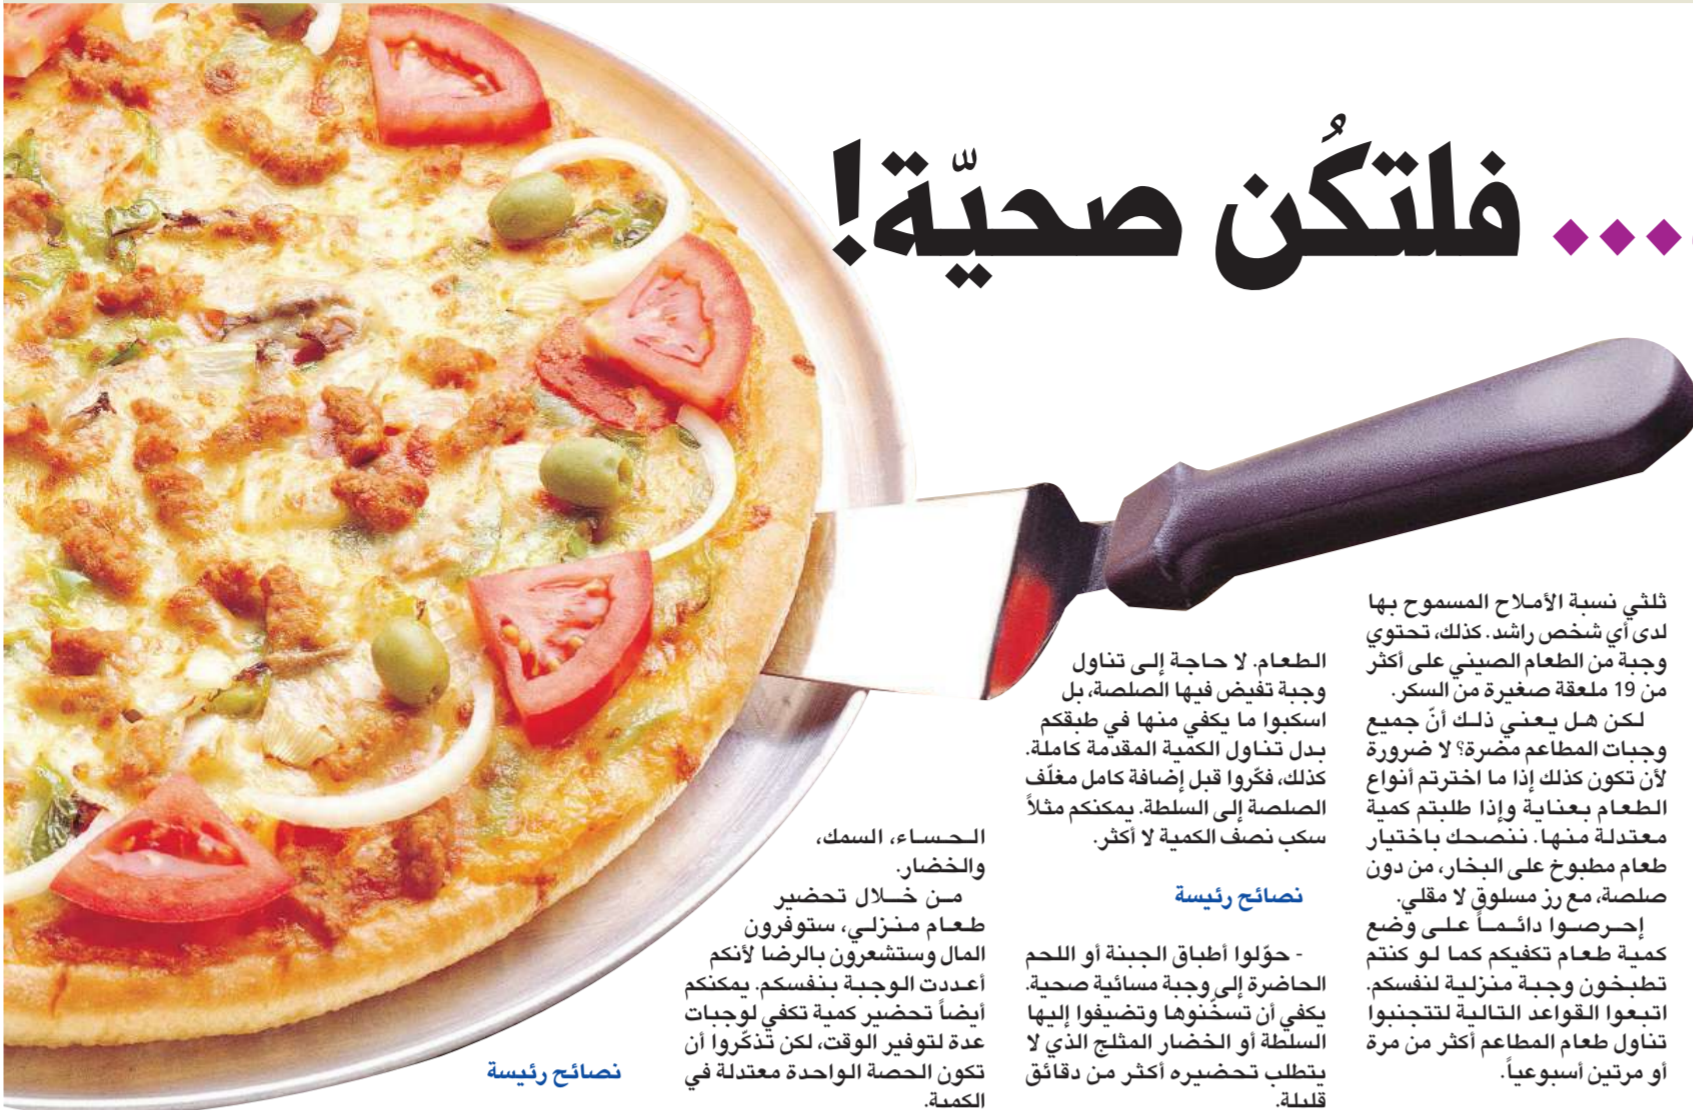 ... فلتكُن صحيّة!
ثلثي نسبة الأملاح المسموح بها
لدى أي شخص راشد. كذلك، تحتوي
وجبة من الطعام الصيني على أكثر
من 19 ملعقة صغيرة من السكر.
لكن هل يعني ذلك أنّ جميع
وجبات المطاعم مضرة؟ لا ضرورة
لأن تكون كذلك إذا ما اخترتم أنواع
الطعام بعناية وإذا طلبتم كمية
معتدلة منها. ننصحك باختيار
طعام مطبوخ على البخار، من دون
صلصة، مع رز مسلوق لا مقلي.
إحرصوا دائماً على وضع
كمية طعام تكفيكم كما لو كنتم
تطبخون وجبة منزلية لنفسكم.
اتبعوا القواعد التالية لتتجنبوا
تناول طعام المطاعم أكثر من مرة
أو مرتين أسبوعياً.
الطعام. لا حاجة إلى تناول
وجبة تفيض فيها الصلصة، بل
اسكبوا ما يكفي منها في طبقكم
بدل تناول الكمية المقدمة كاملة.
كذلك، فكّروا قبل إضافة كامل مغلّف
الصلصة إلى السلطة. يمكنكم مثلاً
سكب نصف الكمية لا أكثر.
نصائح رئيسة
- حوّلوا أطباق الجبنة أو اللحم
الحاضرة إلى وجبة مسائية صحية.
يكفي أن تسخّنوها وتضيفوا إليها
السلطة أو الخضار المثلج الذي لا
يتطلب تحضيره أكثر من دقائق
قليلة.
الحساء، السمك،
والخضار.
من خلال تحضير
طعام منزلي، ستوفرون
المال وستشعرون بالرضا لأنكم
أعددت الوجبة بنفسكم. يمكنكم
أيضاً تحضير كمية تكفي لوجبات
عدة لتوفير الوقت، لكن تذكّروا أن
تكون الحصة الواحدة معتدلة في
الكمية.
نصائح رئيسة